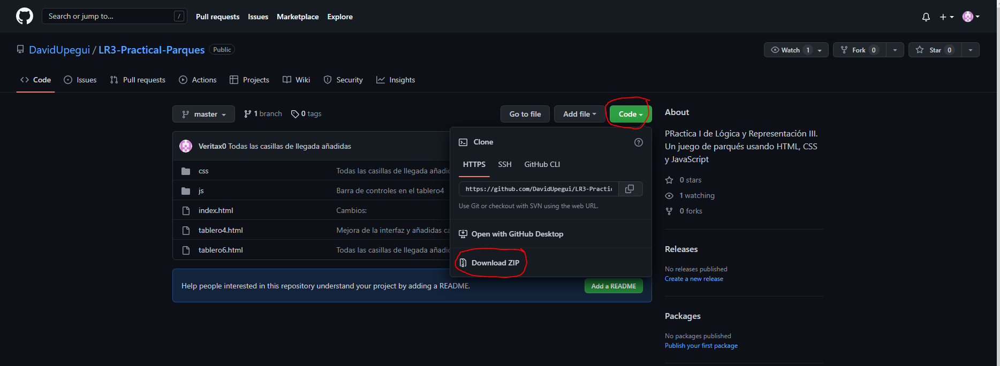 Search or jump to... /
Pull requests Issues Marketplace Explore
DavidUpegui / LR3-PracticaI-Parques Public
Watch 1 Fork 0 Star 0
Code Issues Pull requests Actions Projects Wiki Security Insights
master 1 branch 0 tags Go to file Add file Code
Veritax0 Todas las casillas de llegada añadidas
css Todas las casillas de llegada añadic
js Barra de controles en el tablero4
index.html Cambios:
tablero4.html Mejora de la interfaz y añadidas ca
tablero6.html Todas las casillas de llegada añadic
Clone
HTTPS SSH GitHub CLI
https://github.com/DavidUpegui/LR3-Practic
Use Git or checkout with SVN using the web URL.
Open with GitHub Desktop
Download ZIP
Help people interested in this repository understand your project by adding a README.
Add a README
About
PRactica I de Lógica y Representación III.
Un juego de parqués usando HTML, CSS
y JavaScript
0 stars
1 watching
0 forks
Releases
No releases published
Create a new release
Packages
No packages published
Publish your first package